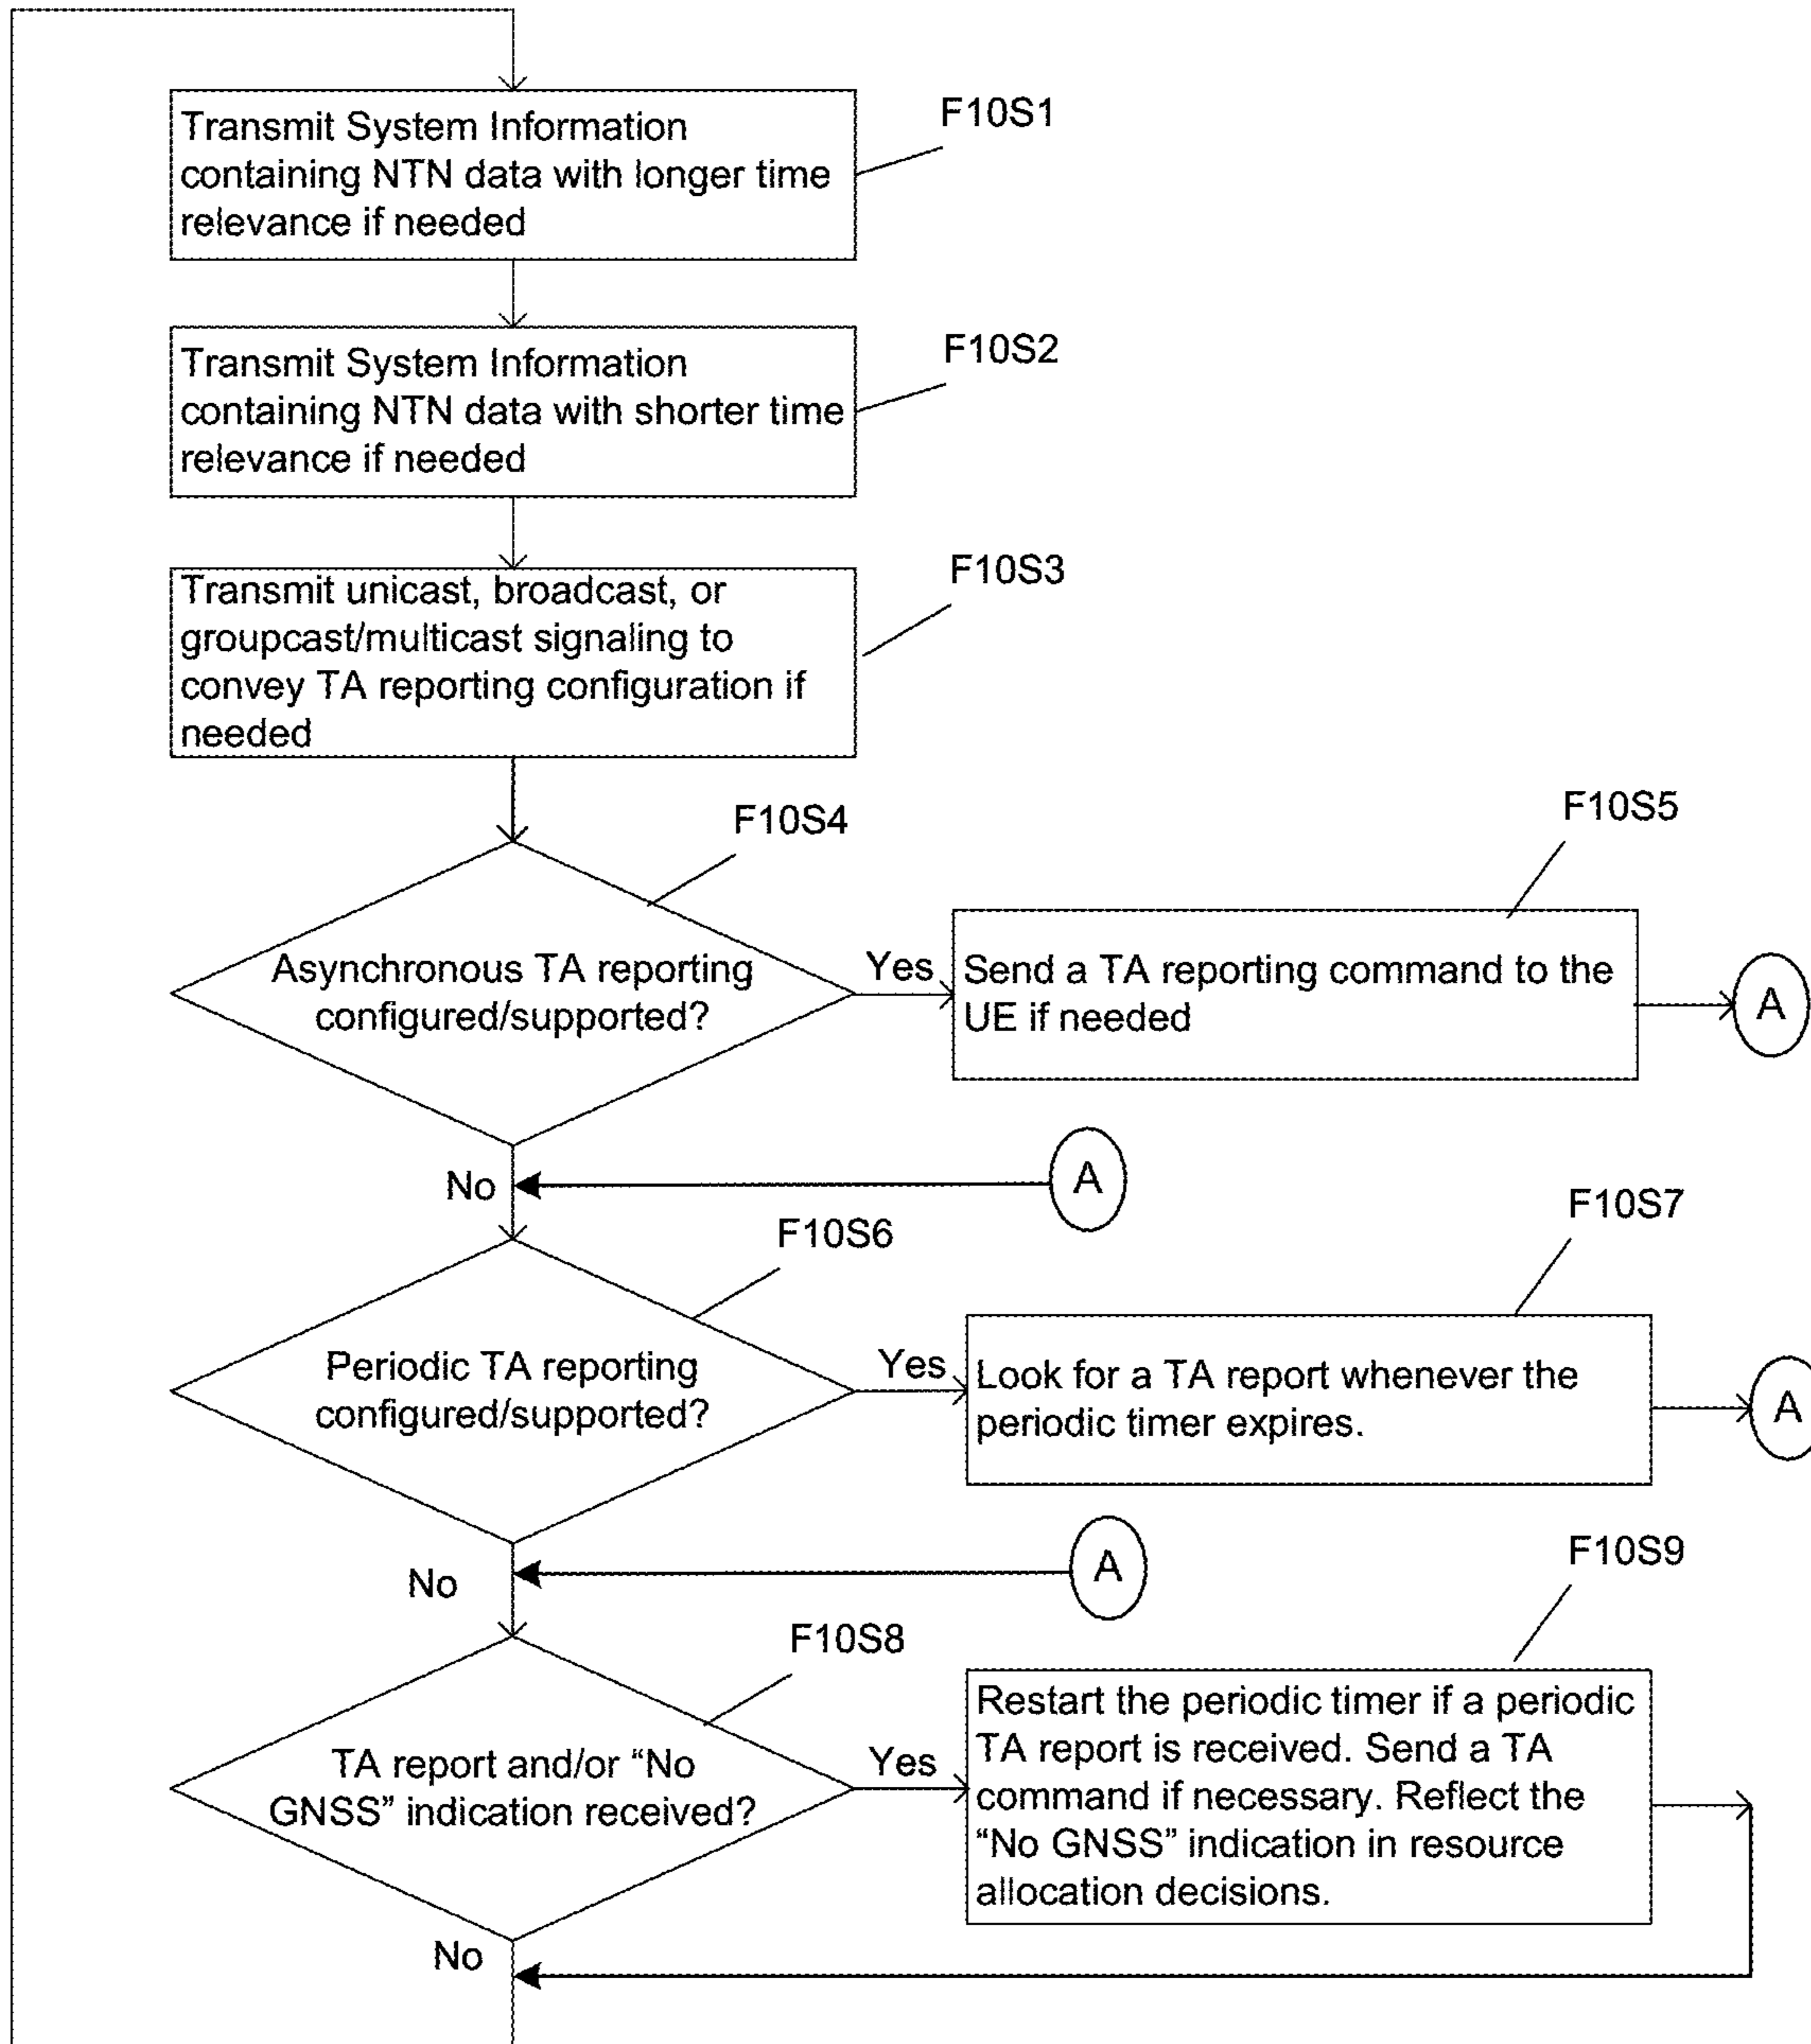 Transmit System Information
containing NTN data with longer time
relevance if needed
F10S1
Transmit System Information
containing NTN data with shorter time
relevance if needed
F10S2
Transmit unicast, broadcast, or
groupcast/multicast signaling to
convey TA reporting configuration if
needed
F10S3
F10S4
Asynchronous TA reporting
configured/supported?
Yes
F10S5
Send a TA reporting command to the
UE if needed
A
No
A
F10S6
Periodic TA reporting
configured/supported?
Yes
F10S7
Look for a TA report whenever the
periodic timer expires.
A
No
A
F10S8
TA report and/or “No
GNSS” indication received?
Yes
F10S9
Restart the periodic timer if a periodic
TA report is received. Send a TA
command if necessary. Reflect the
“No GNSS” indication in resource
allocation decisions.
No